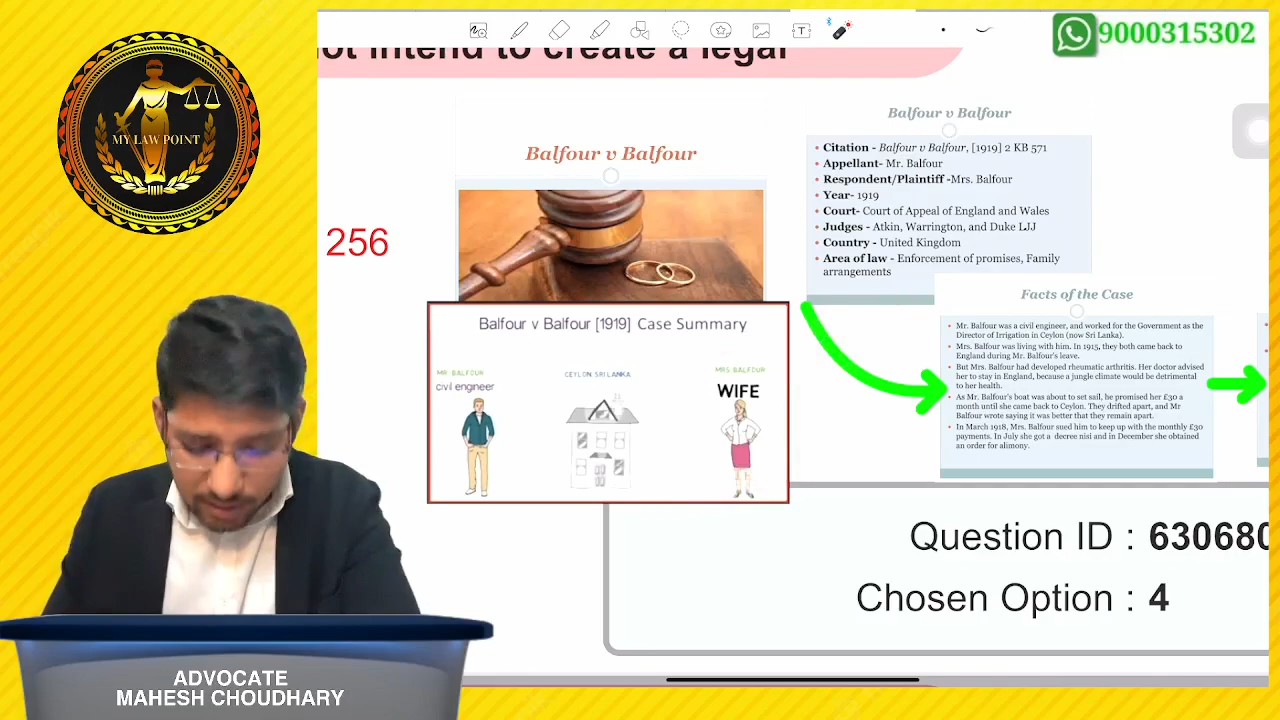 9000315302
ot intend to create a legal
MY LAW POINT
256
Balfour v Balfour
Balfour v Balfour
• Citation - Balfour v Balfour, [1919] 2 KB 571
• Appellant- Mr. Balfour
• Respondent/Plaintiff -Mrs. Balfour
• Year- 1919
• Court- Court of Appeal of England and Wales
• Judges - Atkin, Warrington, and Duke LJJ
• Country - United Kingdom
• Area of law - Enforcement of promises, Family
arrangements
Balfour v Balfour [1919] Case Summary
MR BALFOUR
civil engineer
CEYLON, SRI LANKA
MRS BALFOUR
WIFE
Facts of the Case
• Mr. Balfour was a civil engineer, and worked for the Government as the
Director of Irrigation in Ceylon (now Sri Lanka).
• Mrs. Balfour was living with him. In 1915, they both came back to
England during Mr. Balfour's leave.
• But Mrs. Balfour had developed rheumatic arthritis. Her doctor advised
her to stay in England, because a jungle climate would be detrimental
to her health.
• As Mr. Balfour's boat was about to set sail, he promised her £30 a
month until she came back to Ceylon. They drifted apart, and Mr
Balfour wrote saying it was better that they remain apart.
• In March 1918, Mrs. Balfour sued him to keep up with the monthly £30
payments. In July she got a decree nisi and in December she obtained
an order for alimony.
Question ID : 630680
Chosen Option : 4
ADVOCATE
MAHESH CHOUDHARY